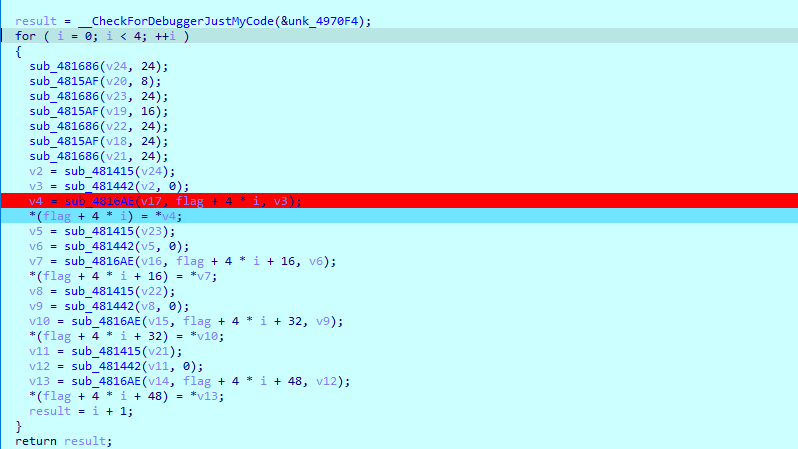 result = __CheckForDebuggerJustMyCode(&unk_4970F4);
for ( i = 0; i < 4; ++i )
{
sub_481686(v24, 24);
sub_4815AF(v20, 8);
sub_481686(v23, 24);
sub_4815AF(v19, 16);
sub_481686(v22, 24);
sub_4815AF(v18, 24);
sub_481686(v21, 24);
v2 = sub_481415(v24);
v3 = sub_481442(v2, 0);
v4 = sub_4816AE(v17, flag + 4 * i, v3);
*(flag + 4 * i) = *v4;
v5 = sub_481415(v23);
v6 = sub_481442(v5, 0);
v7 = sub_4816AE(v16, flag + 4 * i + 16, v6);
*(flag + 4 * i + 16) = *v7;
v8 = sub_481415(v22);
v9 = sub_481442(v8, 0);
v10 = sub_4816AE(v15, flag + 4 * i + 32, v9);
*(flag + 4 * i + 32) = *v10;
v11 = sub_481415(v21);
v12 = sub_481442(v11, 0);
v13 = sub_4816AE(v14, flag + 4 * i + 48, v12);
*(flag + 4 * i + 48) = *v13;
result = i + 1;
}
return result;